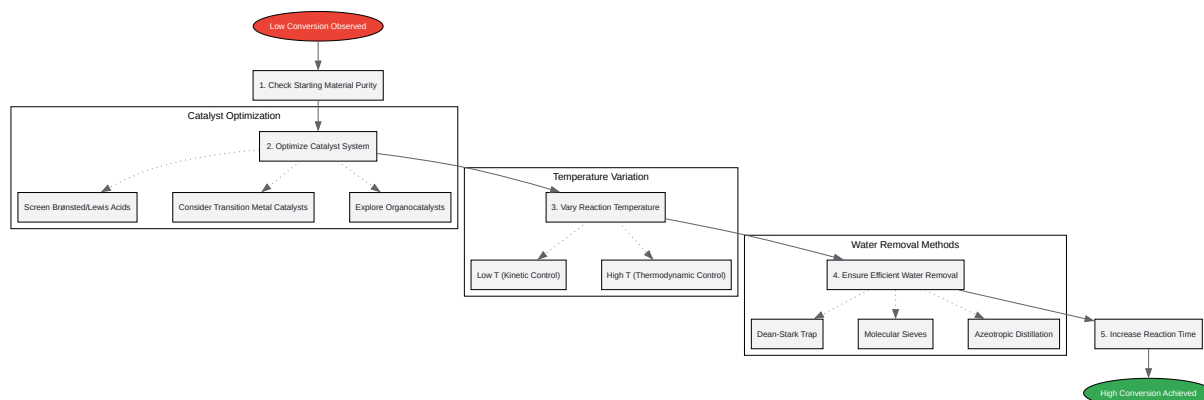 Low Conversion Observed
1. Check Starting Material Purity
Catalyst Optimization
2. Optimize Catalyst System
Screen Brønsted/Lewis Acids
Consider Transition Metal Catalysts
Explore Organocatalysts
Temperature Variation
3. Vary Reaction Temperature
Low T (Kinetic Control)
High T (Thermodynamic Control)
Water Removal Methods
4. Ensure Efficient Water Removal
Dean-Stark Trap
Molecular Sieves
Azeotropic Distillation
5. Increase Reaction Time
High Conversion Achieved